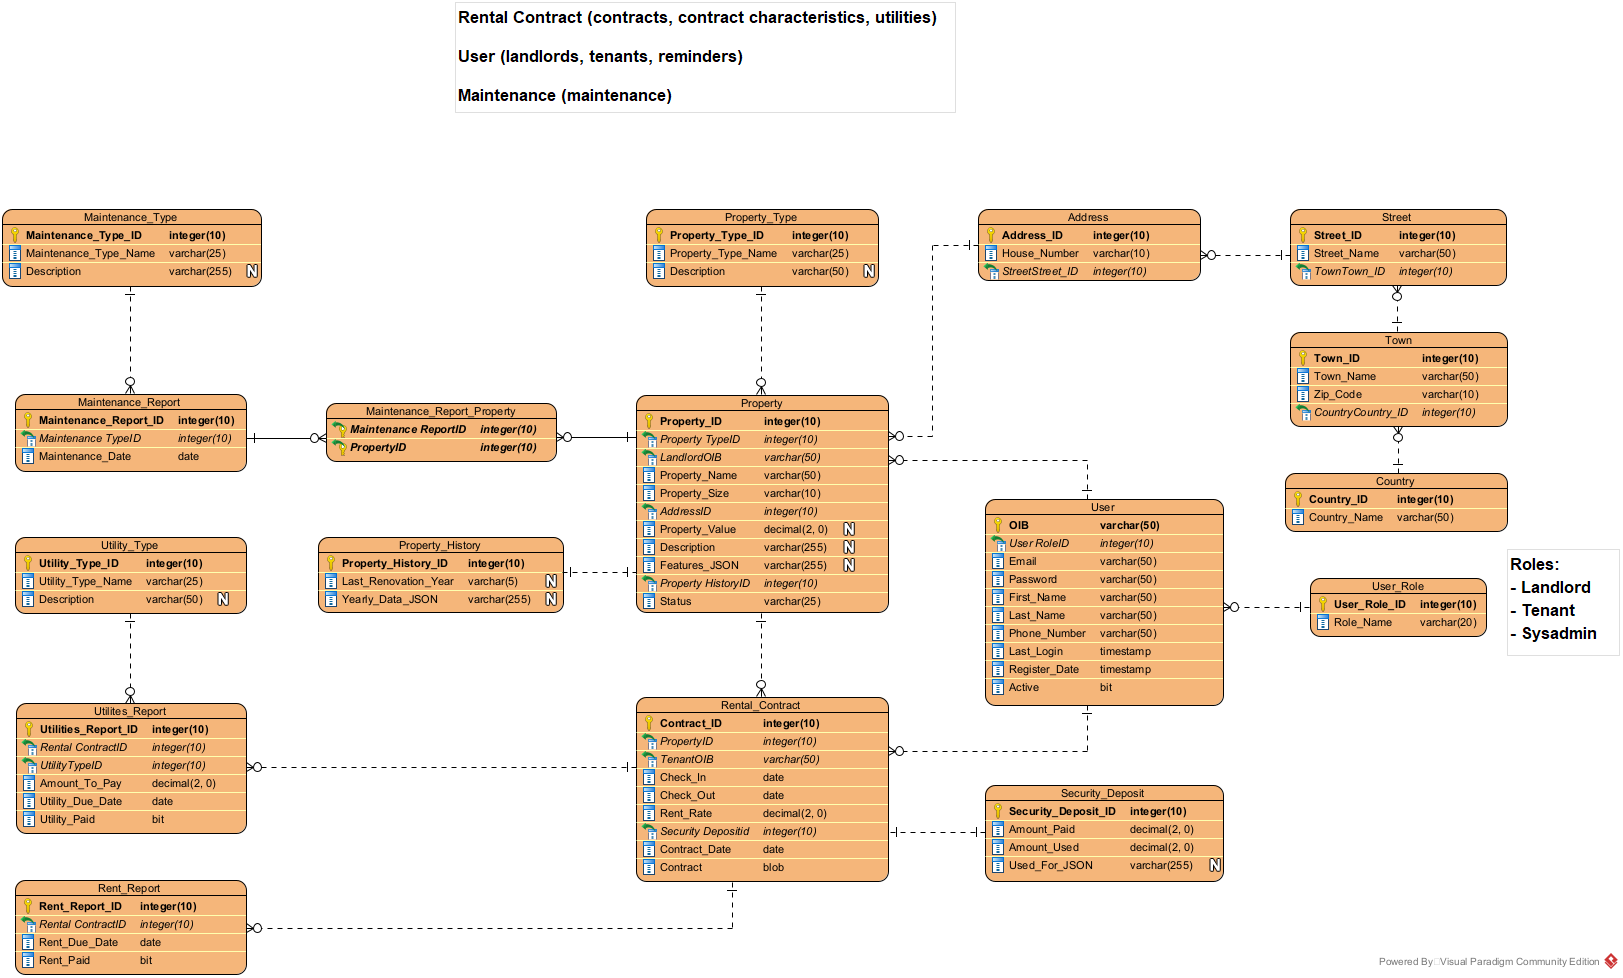 Rental Contract (contracts, contract characteristics, utilities)
User (landlords, tenants, reminders)
Maintenance (maintenance)
Maintenance_Type
Maintenance_Type_ID integer(10)
Maintenance_Type_Name varchar(25)
Description varchar(255) N
Property_Type
Property_Type_ID integer(10)
Property_Type_Name varchar(25)
Description varchar(50) N
Address
Address_ID integer(10)
House_Number varchar(10)
StreetStreet_ID integer(10)
Street
Street_ID integer(10)
Street_Name varchar(50)
TownTown_ID integer(10)
Town
Town_ID integer(10)
Town_Name varchar(50)
Zip_Code varchar(10)
CountryCountry_ID integer(10)
Country
Country_ID integer(10)
Country_Name varchar(50)
Maintenance_Report
Maintenance_Report_ID integer(10)
Maintenance TypeID integer(10)
Maintenance_Date date
Maintenance_Report_Property
Maintenance ReportID integer(10)
PropertyID integer(10)
Property
Property_ID integer(10)
Property TypeID integer(10)
LandlordOIB varchar(50)
Property_Name varchar(50)
Property_Size varchar(10)
AddressID integer(10)
Property_Value decimal(2, 0) N
Description varchar(255) N
Features_JSON varchar(255) N
Property HistoryID integer(10)
Status varchar(25)
User
OIB varchar(50)
User RoleID integer(10)
Email varchar(50)
Password varchar(50)
First_Name varchar(50)
Last_Name varchar(50)
Phone_Number varchar(50)
Last_Login timestamp
Register_Date timestamp
Active bit
User_Role
User_Role_ID integer(10)
Role_Name varchar(20)
Roles:
- Landlord
- Tenant
- Sysadmin
Utility_Type
Utility_Type_ID integer(10)
Utility_Type_Name varchar(25)
Description varchar(50) N
Property_History
Property_History_ID integer(10)
Last_Renovation_Year varchar(5) N
Yearly_Data_JSON varchar(255) N
Utilites_Report
Utilities_Report_ID integer(10)
Rental ContractID integer(10)
UtilityTypeID integer(10)
Amount_To_Pay decimal(2, 0)
Utility_Due_Date date
Utility_Paid bit
Rental_Contract
Contract_ID integer(10)
PropertyID integer(10)
TenantOIB varchar(50)
Check_In date
Check_Out date
Rent_Rate decimal(2, 0)
Security Depositid integer(10)
Contract_Date date
Contract blob
Security_Deposit
Security_Deposit_ID integer(10)
Amount_Paid decimal(2, 0)
Amount_Used decimal(2, 0)
Used_For_JSON varchar(255) N
Rent_Report
Rent_Report_ID integer(10)
Rental ContractID integer(10)
Rent_Due_Date date
Rent_Paid bit
Powered By Visual Paradigm Community Edition